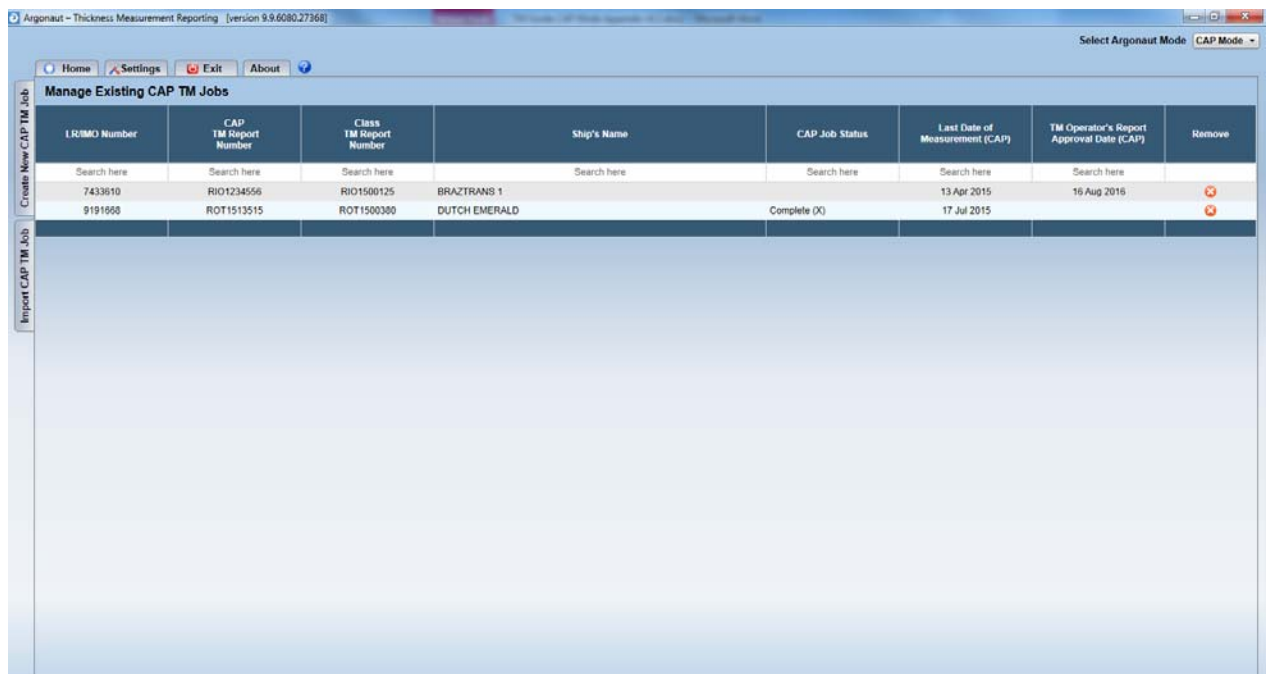 Argonaut – Thickness Measurement Reporting [version 9.9.6080.27368]
Select Argonaut Mode CAP Mode
Home Settings Exit About ?
Create New CAP TM Job
Import CAP TM Job
Manage Existing CAP TM Jobs
LR/IMO Number CAP TM Report Number Class TM Report Number Ship's Name CAP Job Status Last Date of Measurement (CAP) TM Operator's Report Approval Date (CAP) Remove
Search here Search here Search here Search here Search here Search here Search here
7433610 RIO1234556 RIO1500125 BRAZTRANS 1 13 Apr 2015 16 Aug 2016
9191668 ROT1513515 ROT1500380 DUTCH EMERALD Complete (X) 17 Jul 2015